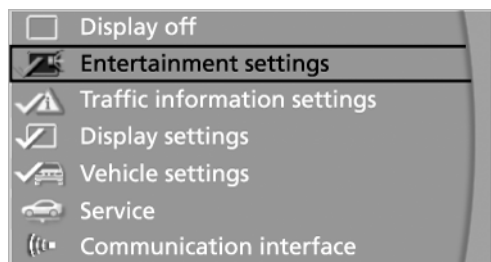 Display off
Entertainment settings
Traffic information settings
Display settings
Vehicle settings
Service
Communication interface